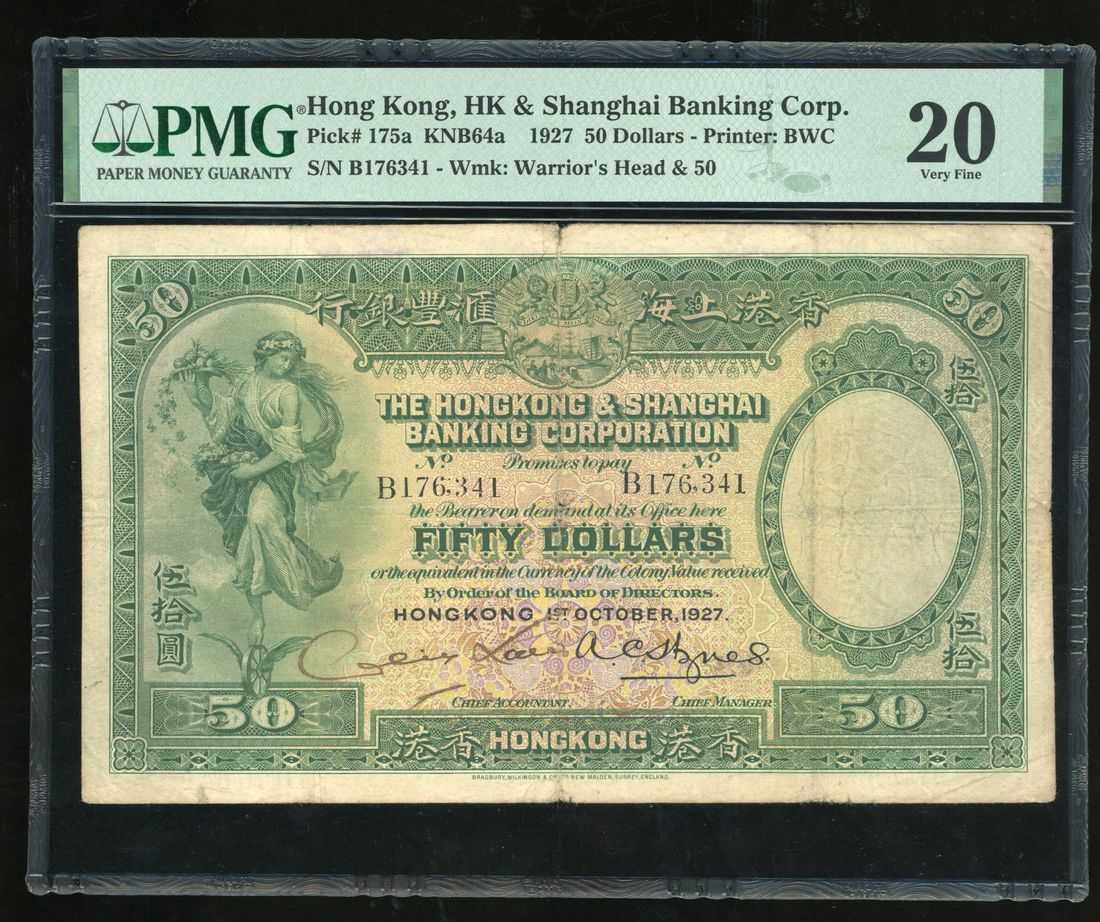 PMG®
PAPER MONEY GUARANTY
Hong Kong, HK & Shanghai Banking Corp.
Pick# 175a KNB64a 1927 50 Dollars - Printer: BWC
S/N B176341 - Wmk: Warrior's Head & 50
20
Very Fine
50
行銀豐滙 海上港香
50
THE HONGKONG & SHANGHAI
BANKING CORPORATION
Nº Promises to pay Nº
B176,341 B176,341
the Bearer on demand at its Office here
FIFTY DOLLARS
or the equivalent in the Currency of the Colony, Value received
By Order of the BOARD OF DIRECTORS.
HONGKONG 1ST OCTOBER, 1927.
伍拾圓
伍拾
伍拾
A. C. Hynes.
CHIEF ACCOUNTANT. CHIEF MANAGER.
50
50
港香 HONGKONG 港香
BRADBURY, WILKINSON & Cº LTD NEW MALDEN, SURREY, ENGLAND.